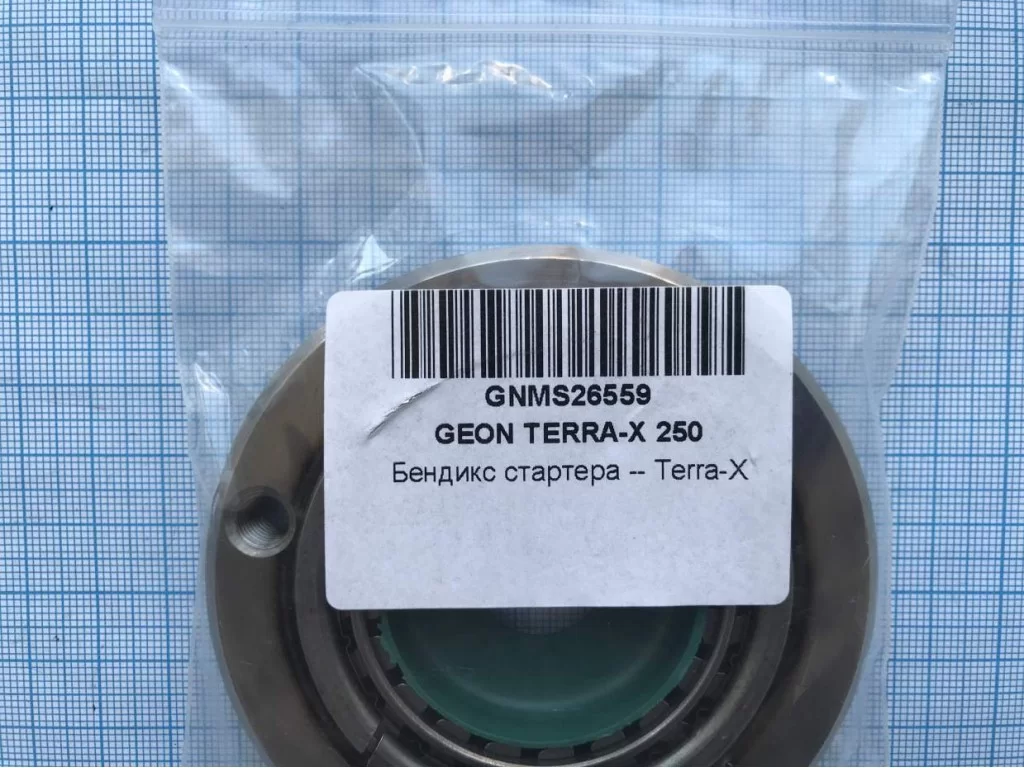 GNMS26559
GEON TERRA-X 250
Бендикс стартера -- Terra-X